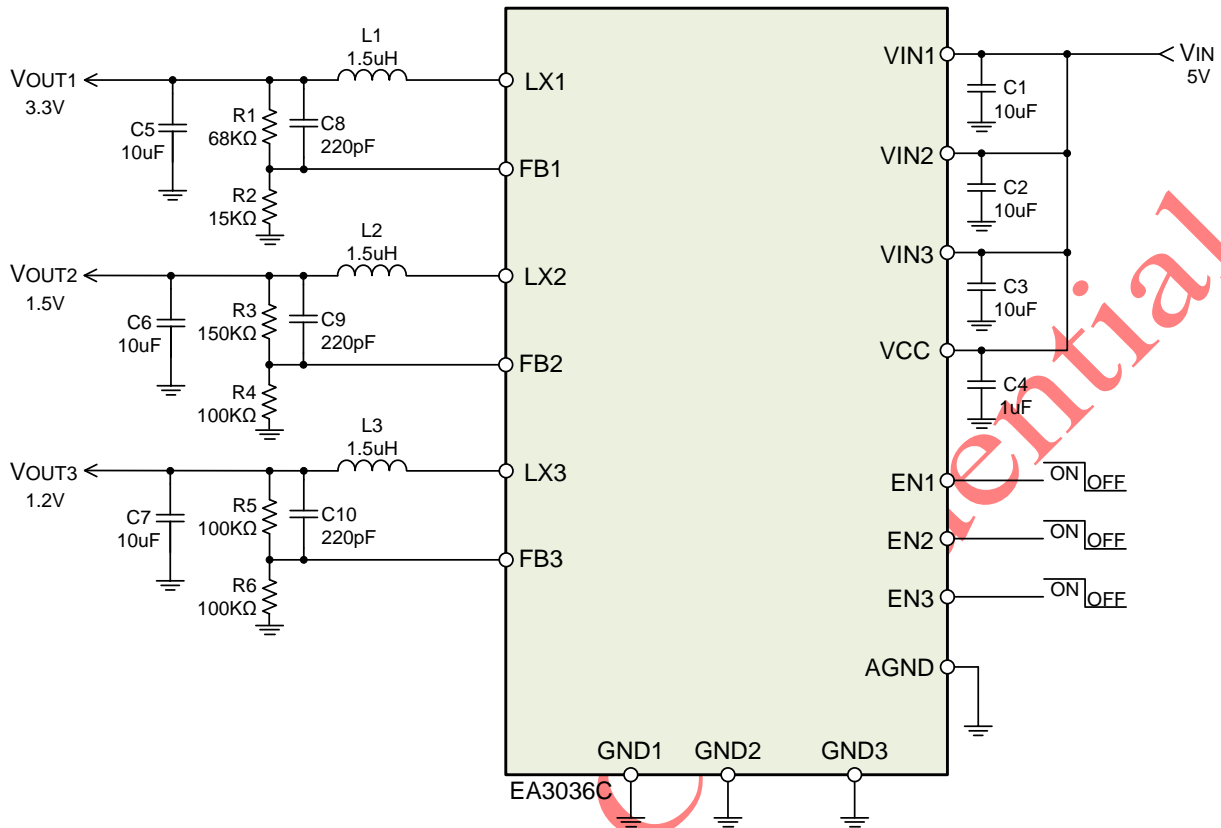 VOUT1
3.3V
L1
1.5uH
C5
10uF
R1
68KΩ
C8
220pF
R2
15KΩ
LX1
FB1
VOUT2
1.5V
L2
1.5uH
C6
10uF
R3
150KΩ
C9
220pF
R4
100KΩ
LX2
FB2
VOUT3
1.2V
L3
1.5uH
C7
10uF
R5
100KΩ
C10
220pF
R6
100KΩ
LX3
FB3
VIN1
VIN
5V
C1
10uF
VIN2
C2
10uF
VIN3
C3
10uF
VCC
C4
1uF
EN1
ON
OFF
EN2
ON
OFF
EN3
ON
OFF
AGND
GND1 GND2 GND3
EA3036C
C
ential